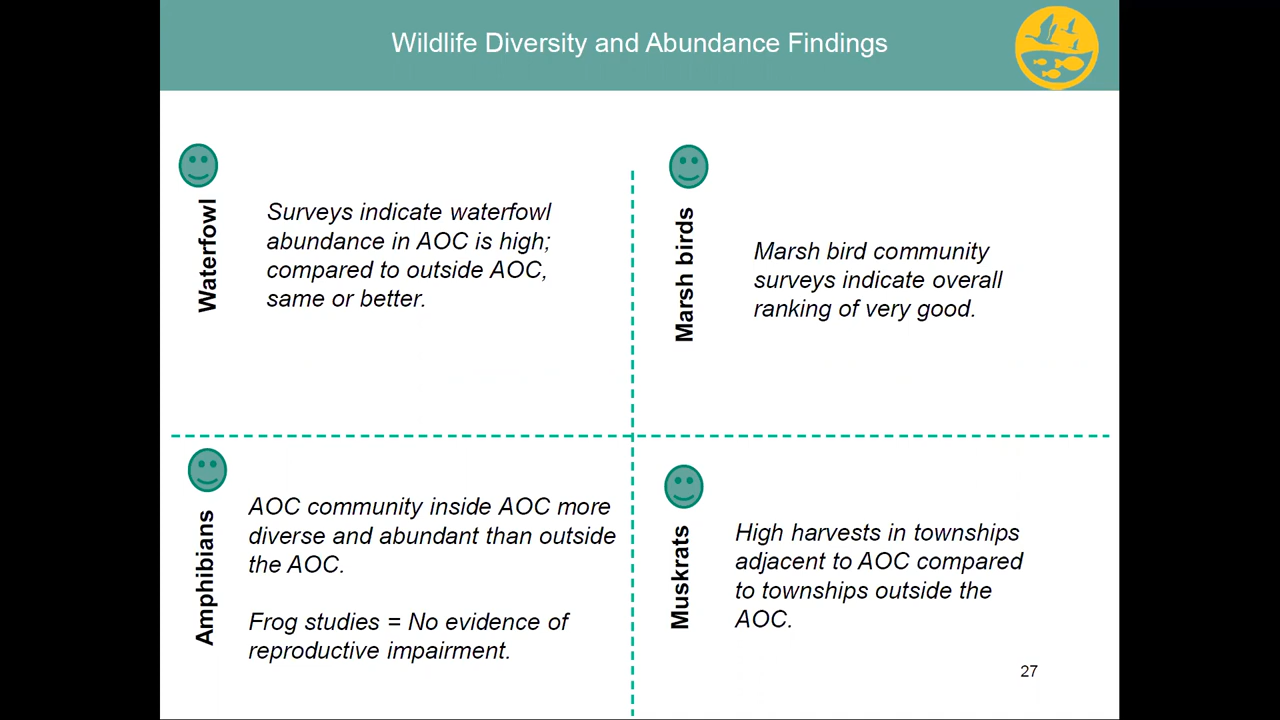 Wildlife Diversity and Abundance Findings
Waterfowl
Surveys indicate waterfowl
abundance in AOC is high;
compared to outside AOC,
same or better.
Marsh birds
Marsh bird community
surveys indicate overall
ranking of very good.
Amphibians
AOC community inside AOC more
diverse and abundant than outside
the AOC.
Frog studies = No evidence of
reproductive impairment.
Muskrats
High harvests in townships
adjacent to AOC compared
to townships outside the
AOC.
27